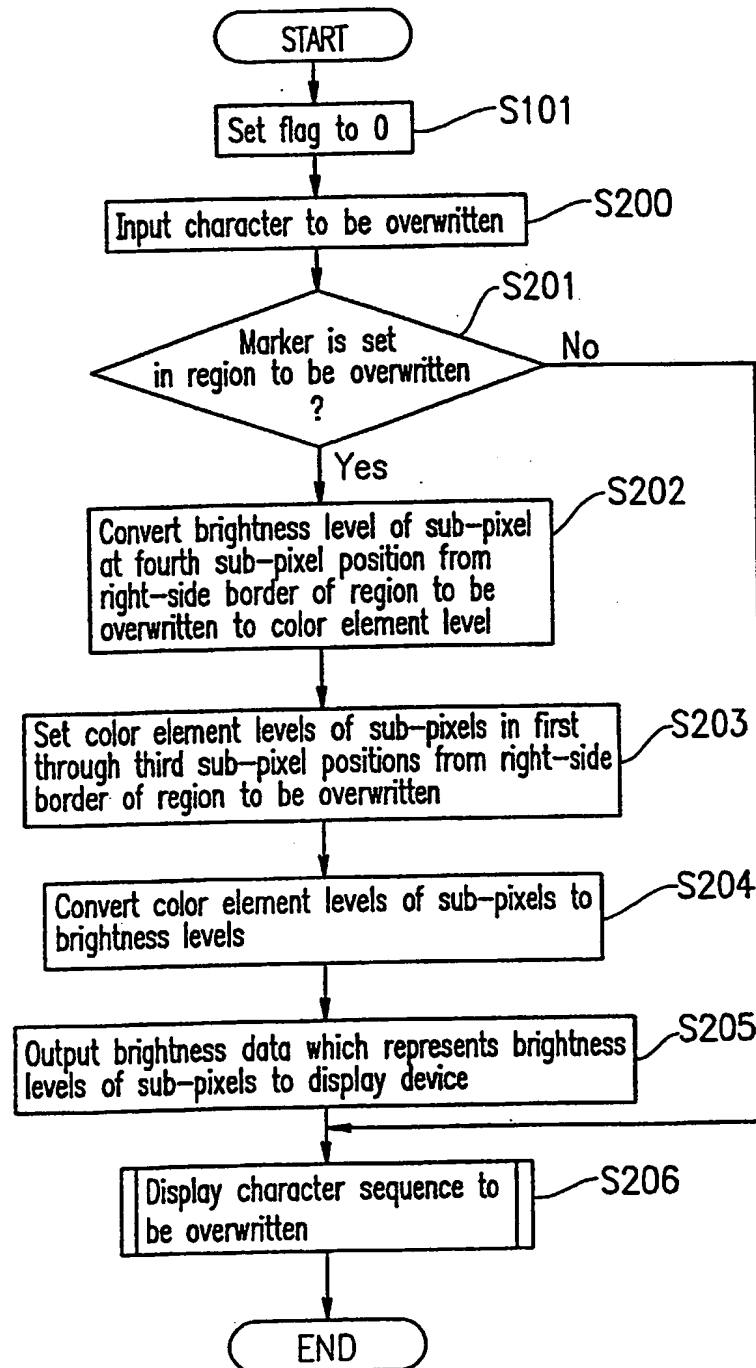 START
Set flag to 0
S101
Input character to be overwritten
S200
S201
Marker is set
in region to be overwritten
?
No
Yes
S202
Convert brightness level of sub-pixel
at fourth sub-pixel position from
right-side border of region to be
overwritten to color element level
Set color element levels of sub-pixels in first
through third sub-pixel positions from right-side
border of region to be overwritten
S203
Convert color element levels of sub-pixels to
brightness levels
S204
Output brightness data which represents brightness
levels of sub-pixels to display device
S205
Display character sequence to
be overwritten
S206
END